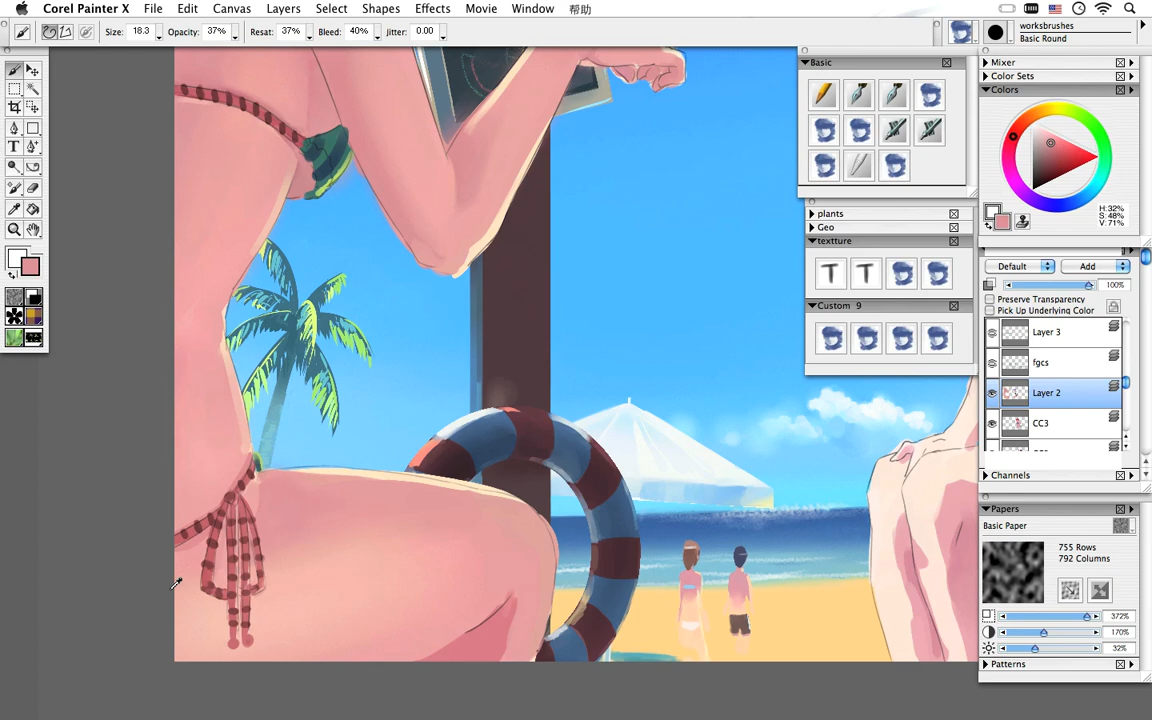 Corel Painter X File Edit Canvas Layers Select Shapes Effects Movie Window 帮助
Size: 18.3 Opacity: 37% Resat: 37% Bleed: 40% Jitter: 0.00
worksbrushes
Basic Round
Basic
plants
Geo
textture
T T
Custom 9
Mixer
Color Sets
Colors
H:32%
S:48%
V:71%
Default Add
100%
Preserve Transparency
Pick Up Underlying Color
Layer 3
fgcs
Layer 2
CC3
Channels
Papers
Basic Paper
755 Rows
792 Columns
372%
170%
32%
Patterns
T